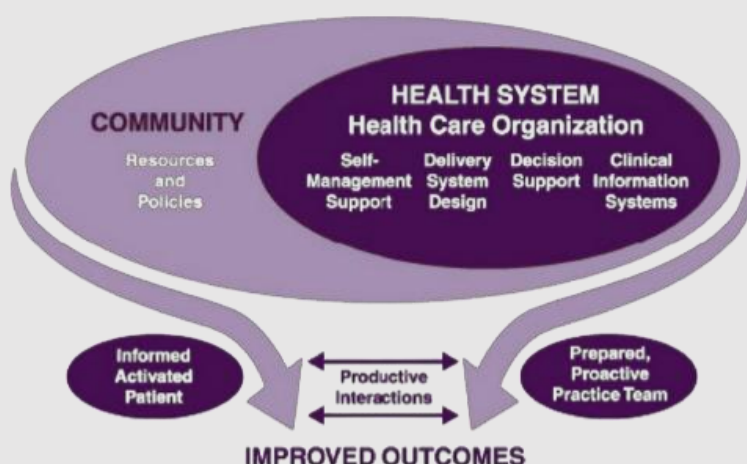 COMMUNITY
Resources
and
Policies
HEALTH SYSTEM
Health Care Organization
Self-
Management
Support
Delivery
System
Design
Decision
Support
Clinical
Information
Systems
Informed
Activated
Patient
Productive
Interactions
Prepared,
Proactive
Practice Team
IMPROVED OUTCOMES